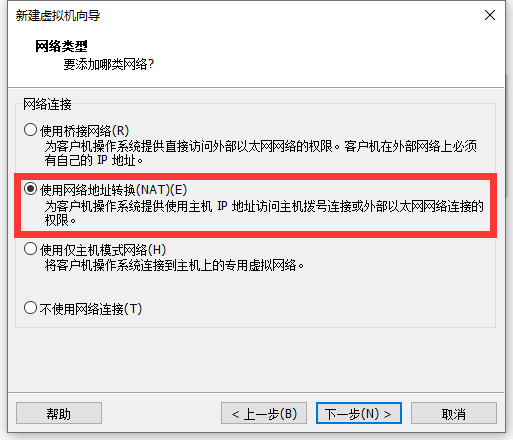 新建虚拟机向导
网络类型
要添加哪类网络?
网络连接
使用桥接网络(R)
为客户机操作系统提供直接访问外部以太网网络的权限。客户机在外部网络上必须
有自己的 IP 地址。
使用网络地址转换(NAT)(E)
为客户机操作系统提供使用主机 IP 地址访问主机拨号连接或外部以太网网络连接的
权限。
使用仅主机模式网络(H)
将客户机操作系统连接到主机上的专用虚拟网络。
不使用网络连接(T)
帮助
< 上一步(B)
下一步(N) >
取消